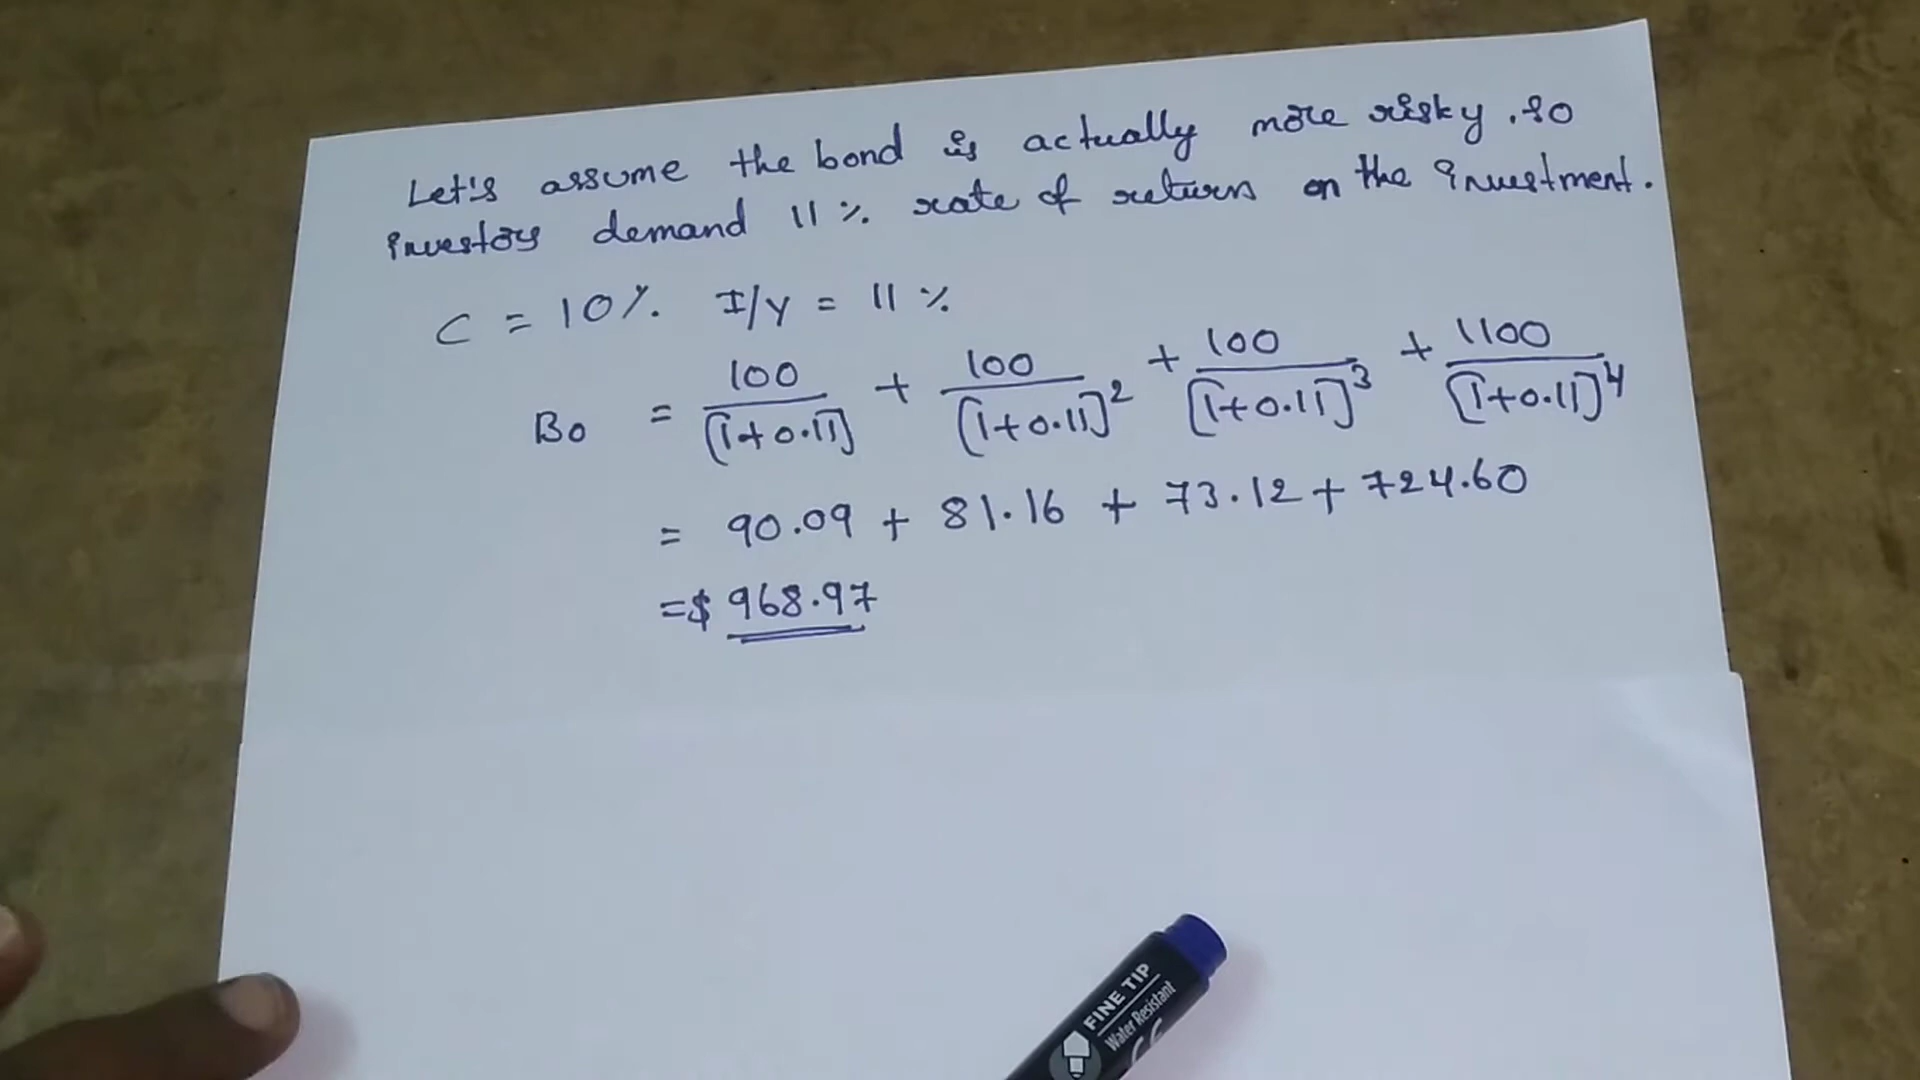 Let's assume the bond is actually more risky. so
investors demand 11% rate of return on the investment.
C = 10%. I/Y = 11%
B0 = 100/[1+0.11] + 100/[1+0.11]^2 + 100/[1+0.11]^3 + 1100/[1+0.11]^4
= 90.09 + 81.16 + 73.12 + 724.60
= $ 968.97
FINE TIP
Water Resistant